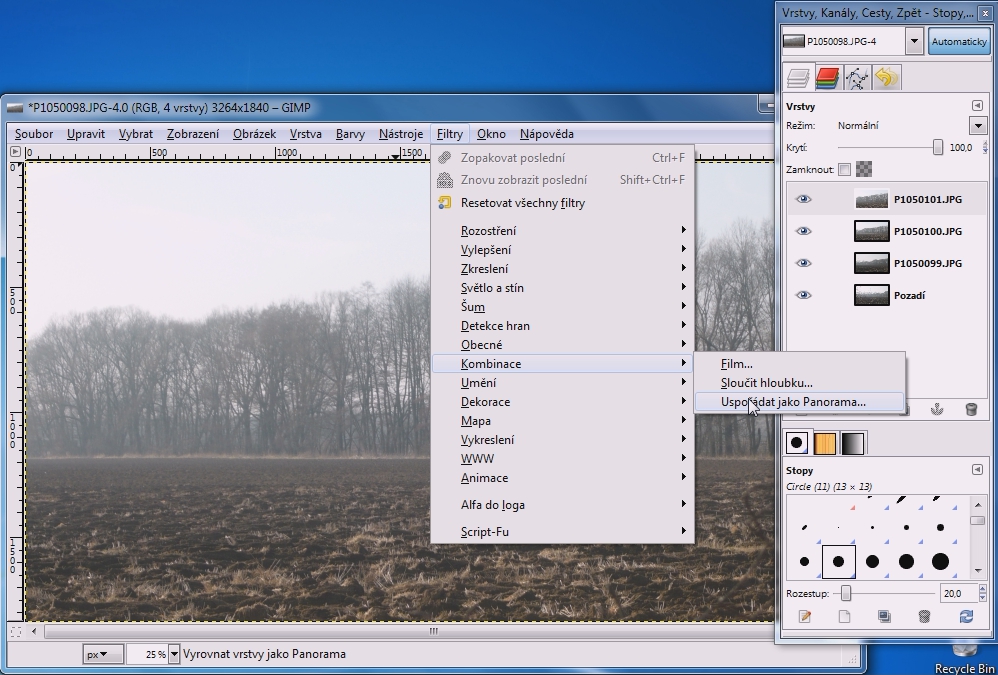 Vrstvy, Kanály, Cesty, Zpět - Stopy,...
P1050098.JPG-4
Automaticky
*P1050098.JPG-4.0 (RGB, 4 vrstvy) 3264x1840 – GIMP
Soubor Upravit Vybrat Zobrazení Obrázek Vrstva Barvy Nástroje Filtry Okno Nápověda
0 500 1000 1500
0
500
1000
1500
Zopakovat poslední Ctrl+F
Znovu zobrazit poslední Shift+Ctrl+F
Resetovat všechny filtry
Rozostření
Vylepšení
Zkreslení
Světlo a stín
Šum
Detekce hran
Obecné
Kombinace
Umění
Dekorace
Mapa
Vykreslení
WWW
Animace
Alfa do loga
Script-Fu
Film...
Sloučit hloubku...
Uspořádat jako Panorama...
Vrstvy
Režim: Normální
Krytí: 100,0
Zamknout:
P1050101.JPG
P1050100.JPG
P1050099.JPG
Pozadí
Stopy
Circle (11) (13 × 13)
Rozestup: 20,0
px 25 % Vyrovnat vrstvy jako Panorama
Recycle Bin